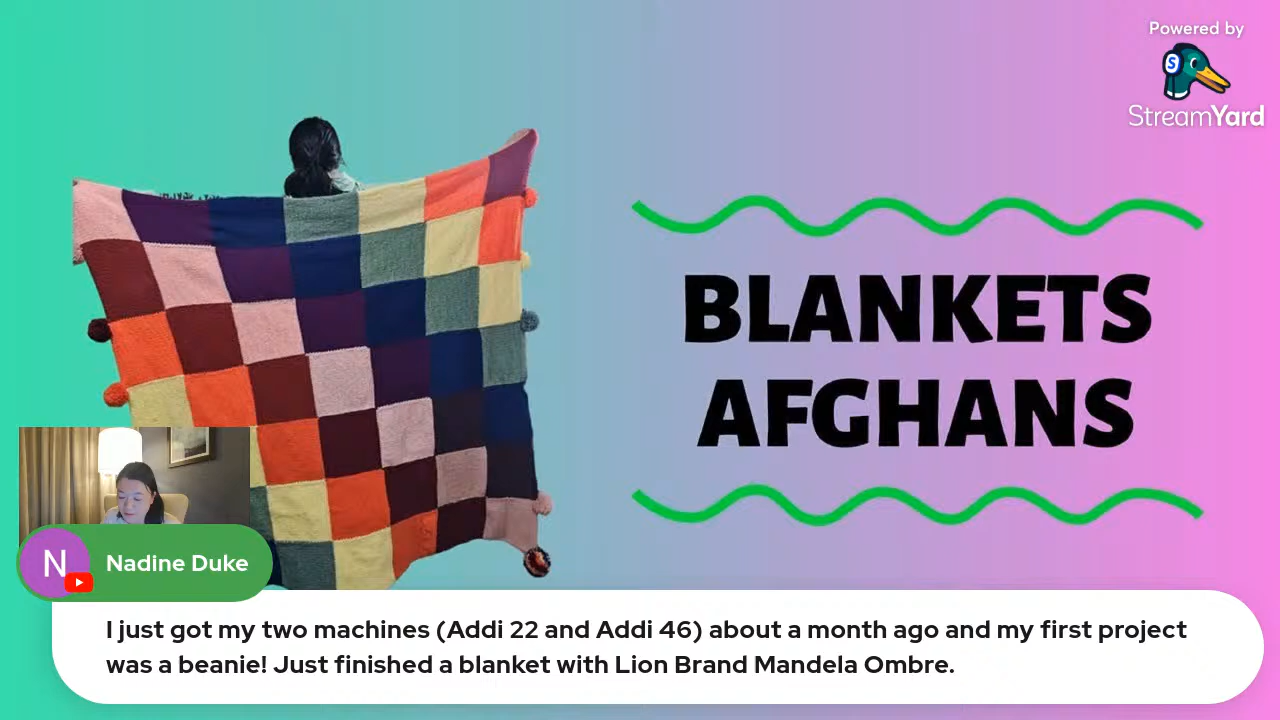 Powered by
S
StreamYard
BLANKETS
AFGHANS
N
Nadine Duke
I just got my two machines (Addi 22 and Addi 46) about a month ago and my first project
was a beanie! Just finished a blanket with Lion Brand Mandela Ombre.